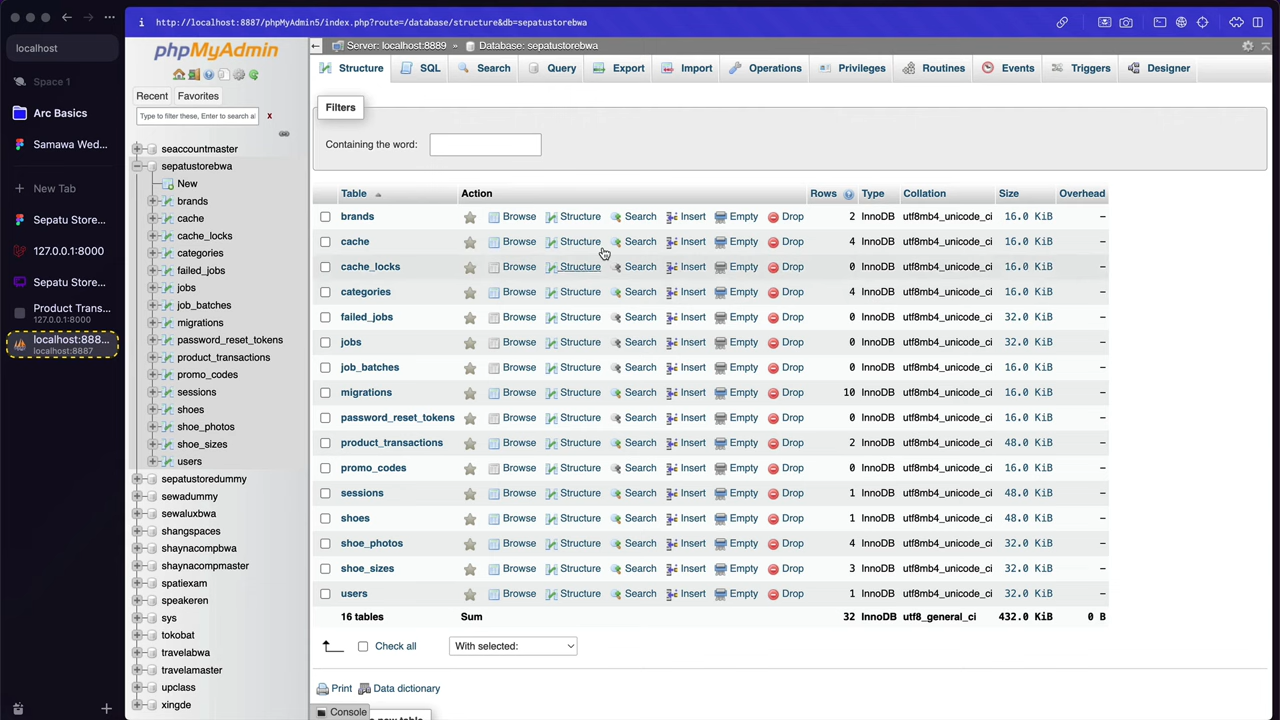 http://localhost:8887/phpMyAdmin5/index.php?route=/database/structure&db=sepatustorebwa
localhost
Space 1
Arc Basics
Samawa Wed...
New Tab
Sepatu Store...
127.0.0.1:8000
Sepatu Store...
Product Trans...
127.0.0.1:8000
localhost:888...
localhost:8887
phpMyAdmin
Recent Favorites
Type to filter these, Enter to search al x
seaccountmaster
sepatustorebwa
New
brands
cache
cache_locks
categories
failed_jobs
jobs
job_batches
migrations
password_reset_tokens
product_transactions
promo_codes
sessions
shoes
shoe_photos
shoe_sizes
users
sepatustoredummy
sewadummy
sewaluxbwa
shangspaces
shaynacompbwa
shaynacompmaster
spatiexam
speakeren
sys
tokobat
travelabwa
travelamaster
upclass
xingde
Server: localhost:8889 » Database: sepatustorebwa
Structure SQL Search Query Export Import Operations Privileges Routines Events Triggers Designer
Filters
Containing the word:
Table Action Rows Type Collation Size Overhead
brands Browse Structure Search Insert Empty Drop 2 InnoDB utf8mb4_unicode_ci 16.0 KiB –
cache Browse Structure Search Insert Empty Drop 4 InnoDB utf8mb4_unicode_ci 16.0 KiB –
cache_locks Browse Structure Search Insert Empty Drop 0 InnoDB utf8mb4_unicode_ci 16.0 KiB –
categories Browse Structure Search Insert Empty Drop 4 InnoDB utf8mb4_unicode_ci 16.0 KiB –
failed_jobs Browse Structure Search Insert Empty Drop 0 InnoDB utf8mb4_unicode_ci 32.0 KiB –
jobs Browse Structure Search Insert Empty Drop 0 InnoDB utf8mb4_unicode_ci 32.0 KiB –
job_batches Browse Structure Search Insert Empty Drop 0 InnoDB utf8mb4_unicode_ci 16.0 KiB –
migrations Browse Structure Search Insert Empty Drop 10 InnoDB utf8mb4_unicode_ci 16.0 KiB –
password_reset_tokens Browse Structure Search Insert Empty Drop 0 InnoDB utf8mb4_unicode_ci 16.0 KiB –
product_transactions Browse Structure Search Insert Empty Drop 2 InnoDB utf8mb4_unicode_ci 48.0 KiB –
promo_codes Browse Structure Search Insert Empty Drop 0 InnoDB utf8mb4_unicode_ci 16.0 KiB –
sessions Browse Structure Search Insert Empty Drop 1 InnoDB utf8mb4_unicode_ci 48.0 KiB –
shoes Browse Structure Search Insert Empty Drop 1 InnoDB utf8mb4_unicode_ci 48.0 KiB –
shoe_photos Browse Structure Search Insert Empty Drop 4 InnoDB utf8mb4_unicode_ci 32.0 KiB –
shoe_sizes Browse Structure Search Insert Empty Drop 3 InnoDB utf8mb4_unicode_ci 32.0 KiB –
users Browse Structure Search Insert Empty Drop 1 InnoDB utf8mb4_unicode_ci 32.0 KiB –
16 tables Sum 32 InnoDB utf8_general_ci 432.0 KiB 0 B
Check all With selected:
Print Data dictionary
Console